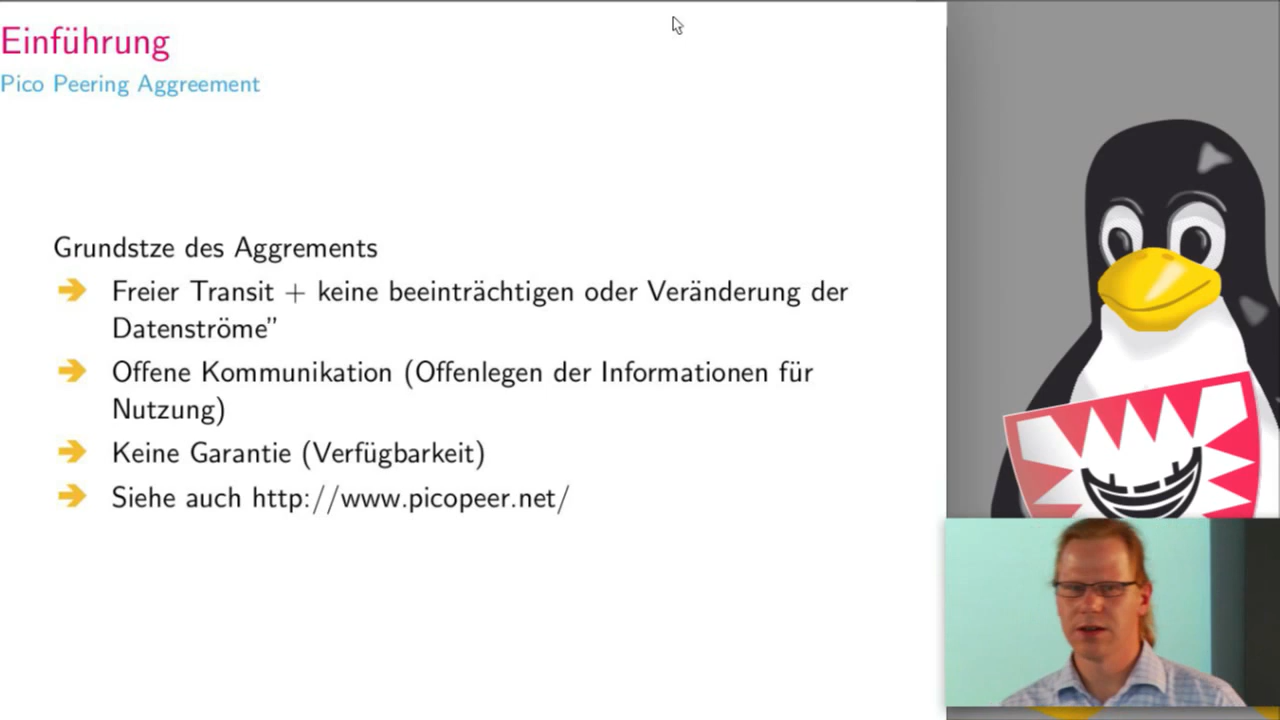 Einführung
Pico Peering Aggreement
Grundstze des Aggrements
Freier Transit + keine beeinträchtigen oder Veränderung der
Datenströme”
Offene Kommunikation (Offenlegen der Informationen für
Nutzung)
Keine Garantie (Verfügbarkeit)
Siehe auch http://www.picopeer.net/